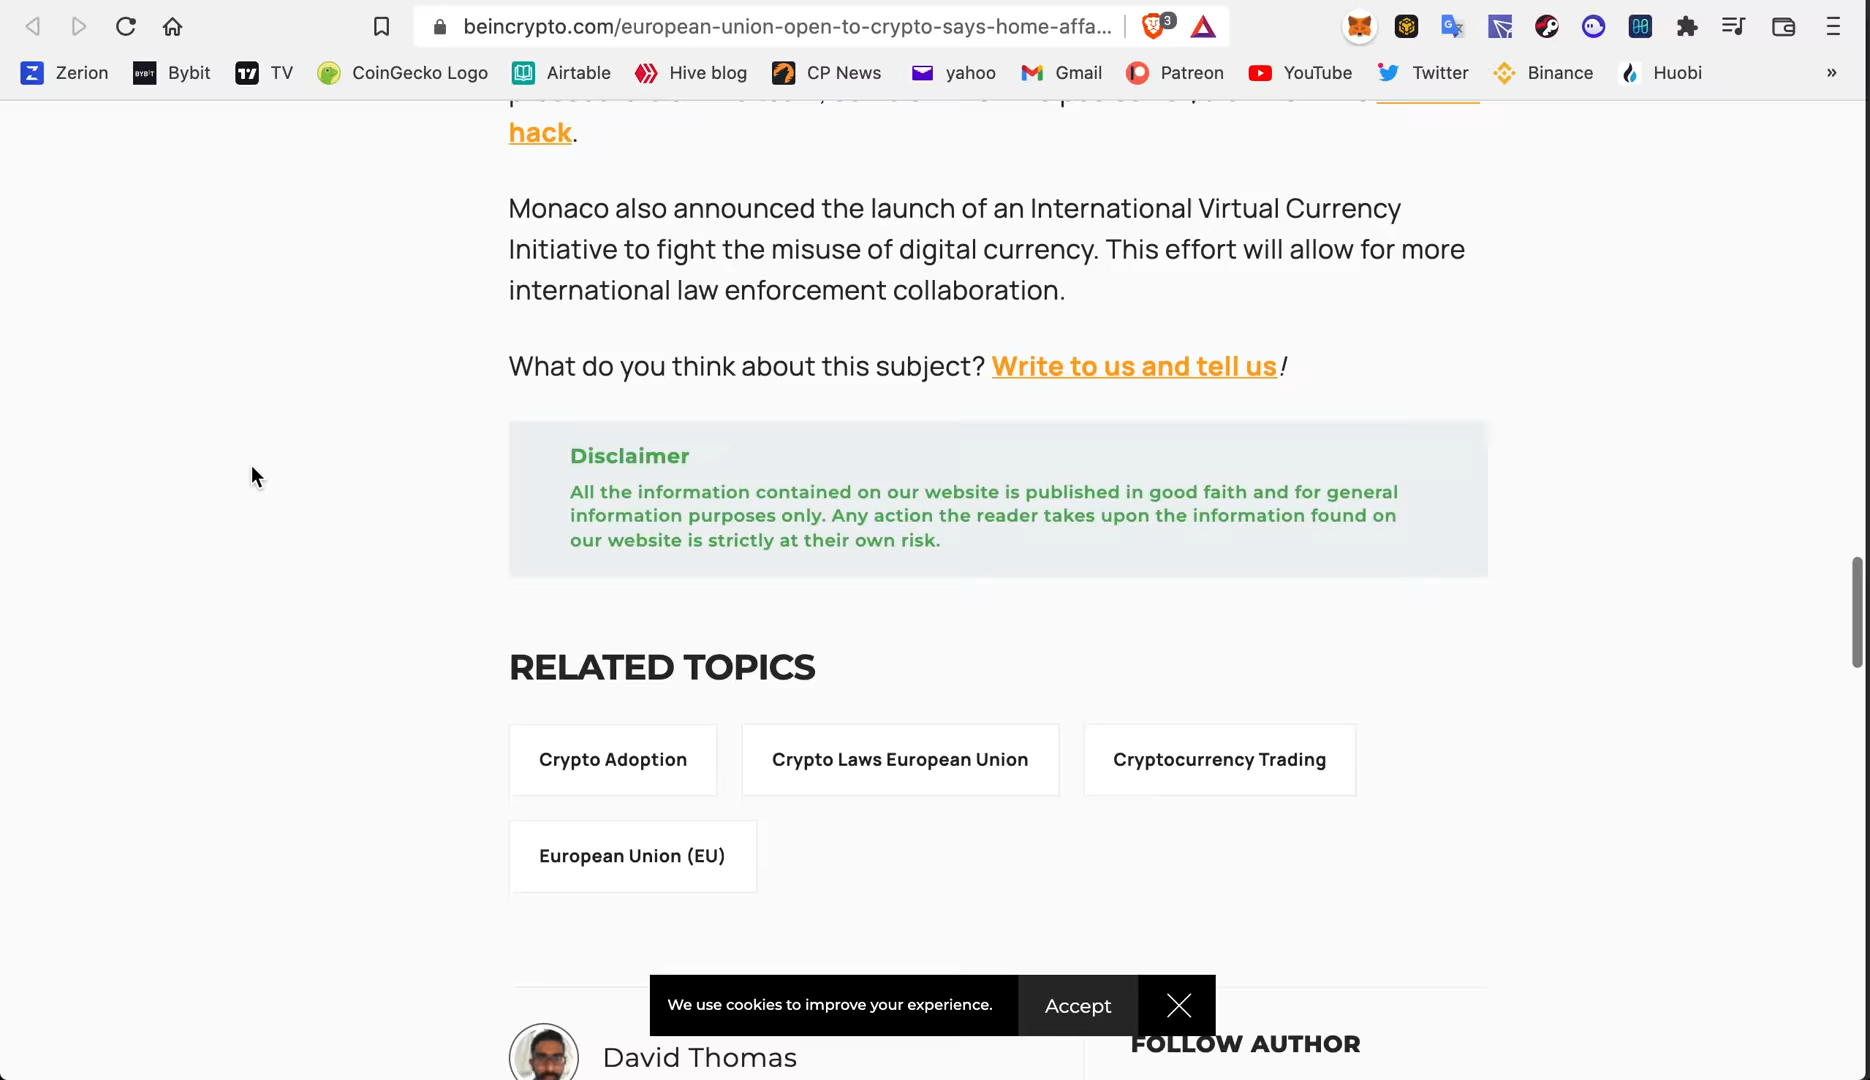 beincrypto.com/european-union-open-to-crypto-says-home-affa...
3
Zerion
BYBIT
Bybit
TV
CoinGecko Logo
Airtable
Hive blog
CP News
yahoo
Gmail
Patreon
YouTube
Twitter
Binance
Huobi
»
hack.
Monaco also announced the launch of an International Virtual Currency
Initiative to fight the misuse of digital currency. This effort will allow for more
international law enforcement collaboration.
What do you think about this subject? Write to us and tell us!
Disclaimer
All the information contained on our website is published in good faith and for general
information purposes only. Any action the reader takes upon the information found on
our website is strictly at their own risk.
RELATED TOPICS
Crypto Adoption
Crypto Laws European Union
Cryptocurrency Trading
European Union (EU)
We use cookies to improve your experience.
Accept
David Thomas
FOLLOW AUTHOR